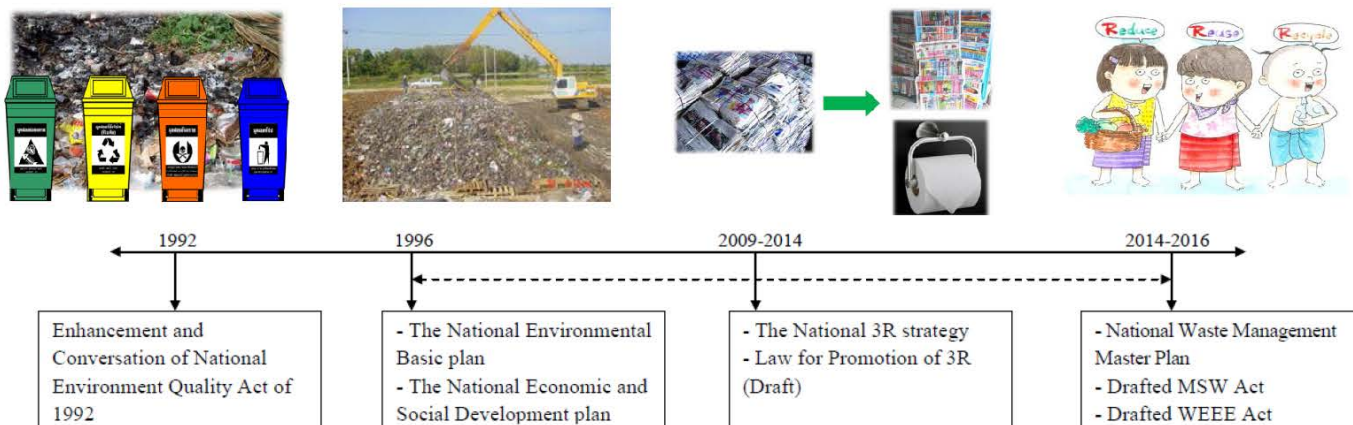 Reduce
Reuse
Recycle
1992
1996
2009-2014
2014-2016
Enhancement and
Conversation of National
Environment Quality Act of
1992
- The National Environmental
Basic plan
- The National Economic and
Social Development plan
- The National 3R strategy
- Law for Promotion of 3R
(Draft)
- National Waste Management
Master Plan
- Drafted MSW Act
- Drafted WEEE Act